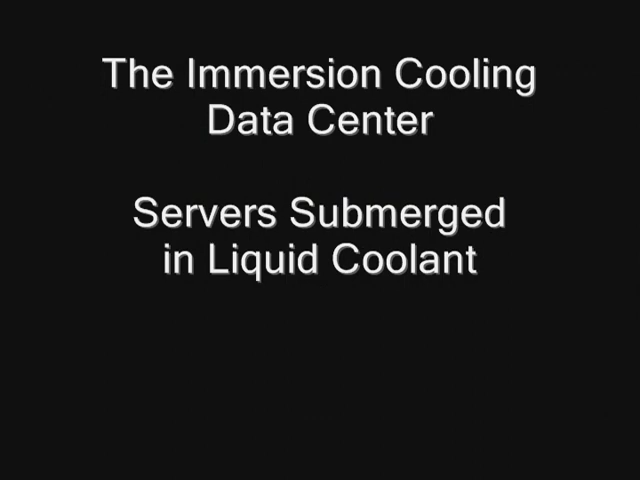 The Immersion Cooling
Data Center
Servers Submerged
in Liquid Coolant